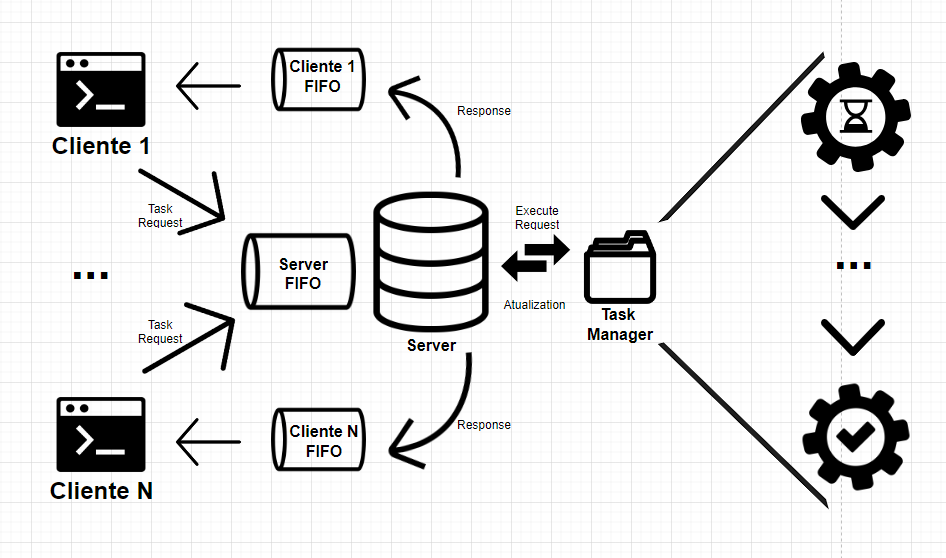 Cliente 1
FIFO
Response
Cliente 1
Task
Request
Execute
Request
Server
FIFO
...
...
Atualization
Task
Manager
Server
Task
Request
Response
Cliente N
FIFO
Cliente N